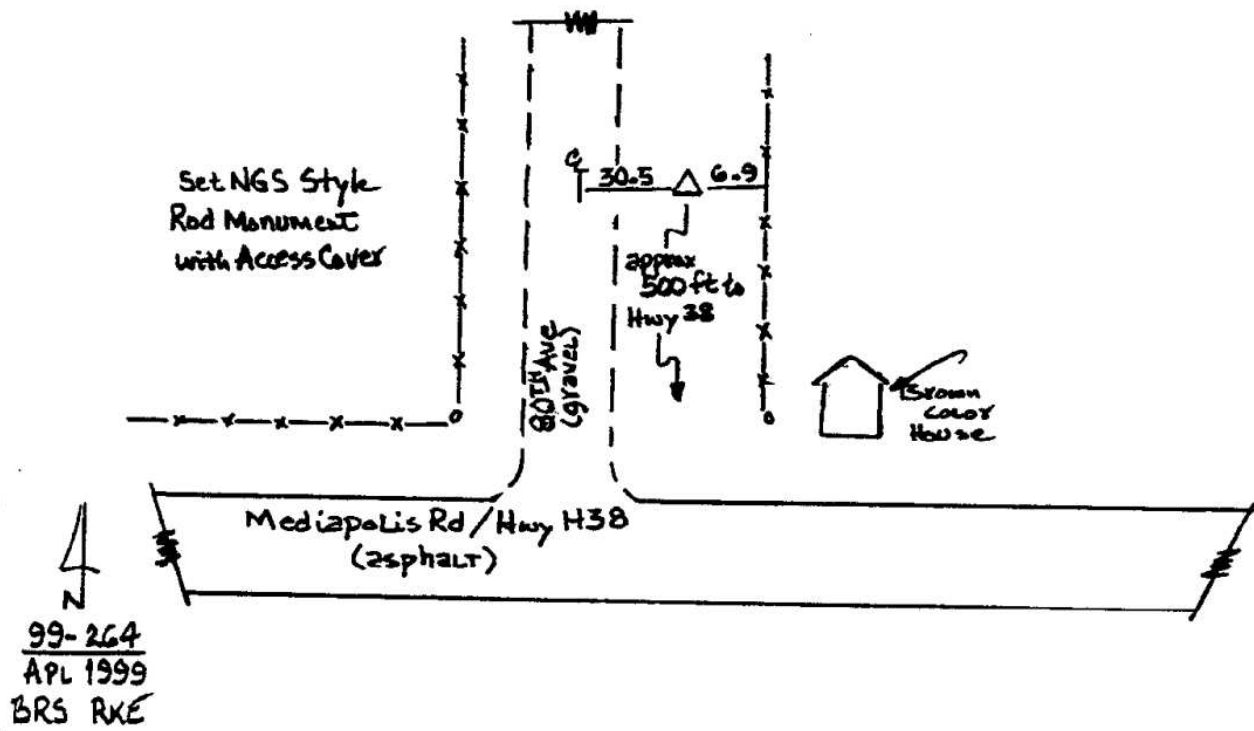 ℄
30.5
6.9
Set NGS Style
Rod Monument
with Access Cover
approx
500 ft to
Hwy 38
80TH Ave
(gravel)
Brown
Color
House
Mediapolis Rd / Hwy H38
(asphalt)
N
99-264
APL 1999
BRS RKE